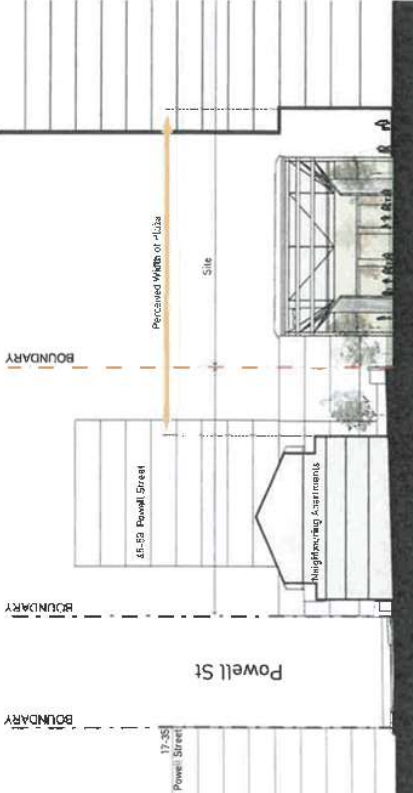 BOUNDARY
BOUNDARY
BOUNDARY
Perceived Width of Plaza
Site
45-53 Powell Street
Neighbouring Apartments
Powell St
17-35
Powell Street